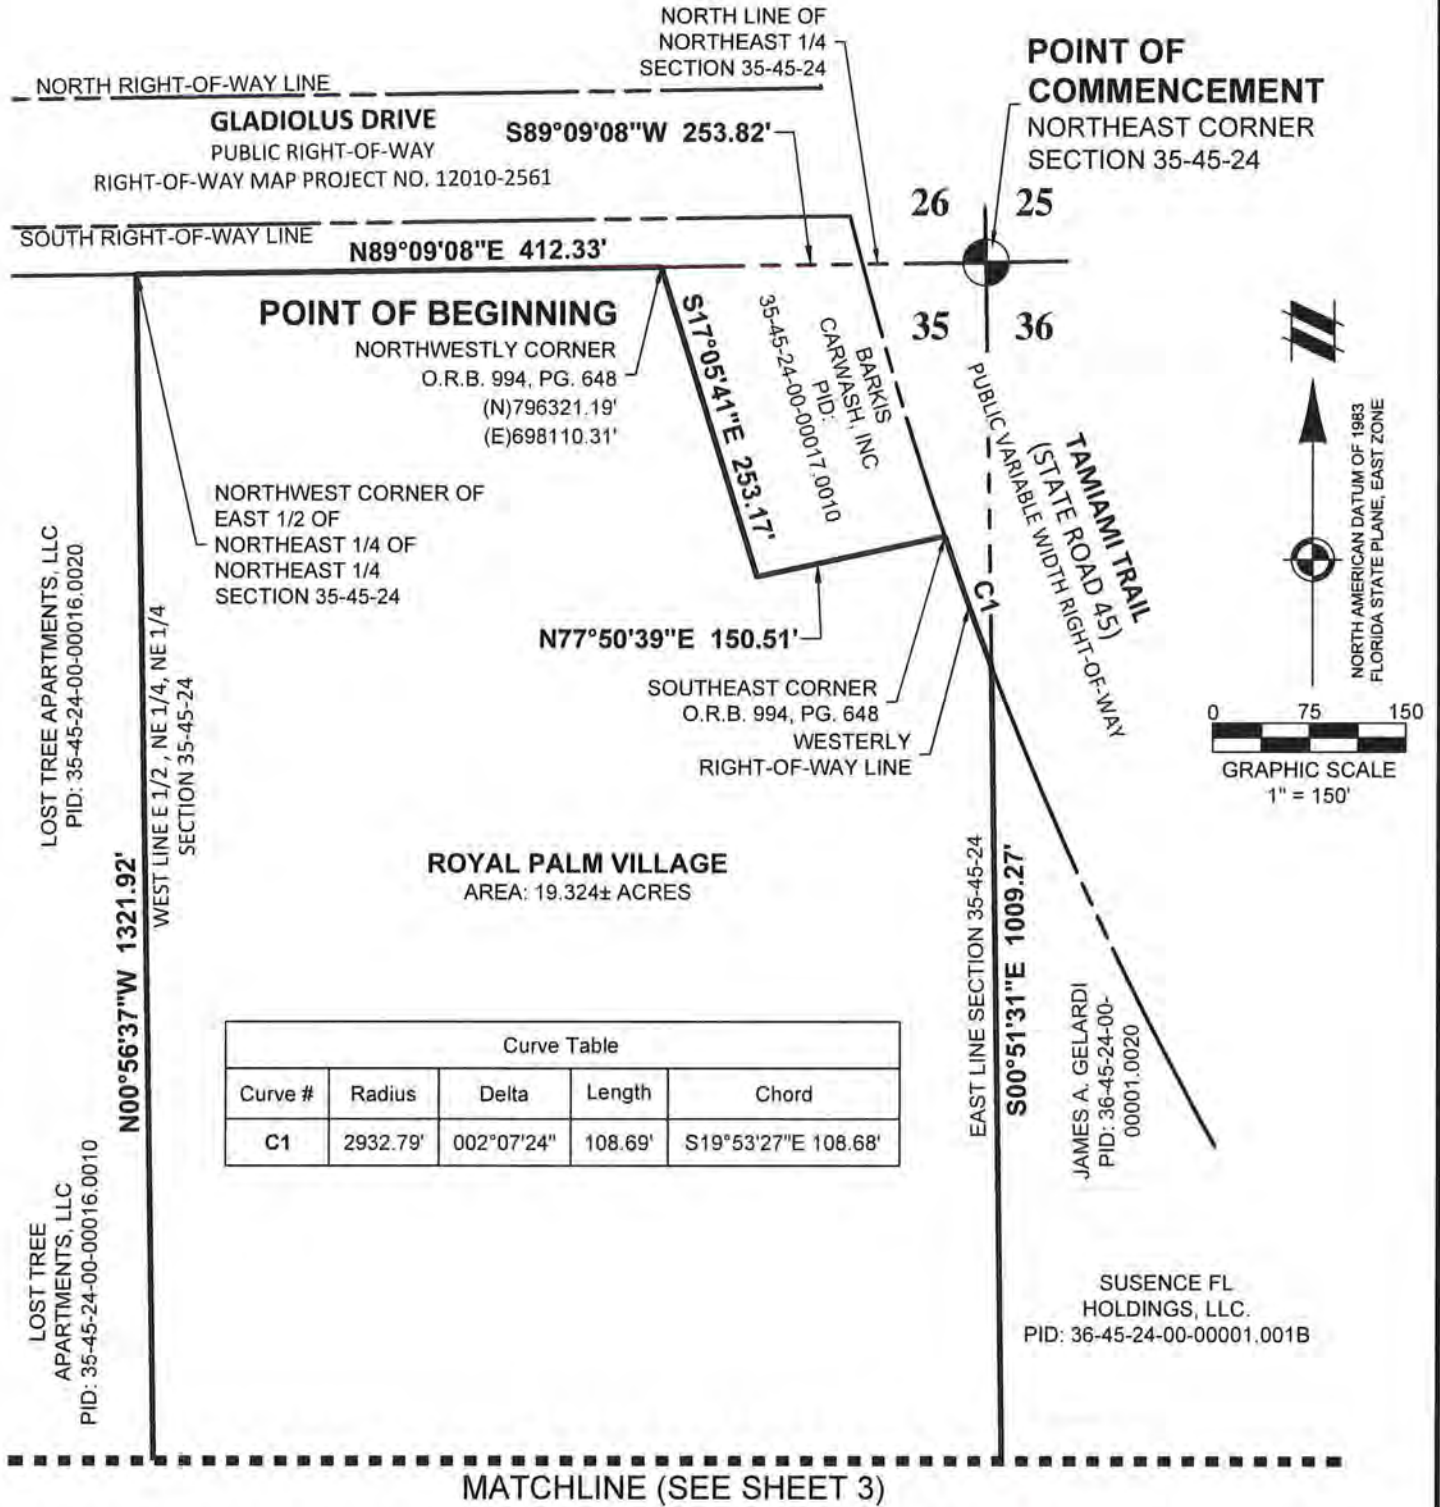 NORTH LINE OF
NORTHEAST 1/4
SECTION 35-45-24
POINT OF
COMMENCEMENT
NORTHEAST CORNER
SECTION 35-45-24
NORTH RIGHT-OF-WAY LINE
GLADIOLUS DRIVE
PUBLIC RIGHT-OF-WAY
RIGHT-OF-WAY MAP PROJECT NO. 12010-2561
S89°09'08"W 253.82'
26 25
SOUTH RIGHT-OF-WAY LINE
N89°09'08"E 412.33'
35 36
POINT OF BEGINNING
NORTHWESTLY CORNER
O.R.B. 994, PG. 648
(N)796321.19'
(E)698110.31'
S17°05'41"E 253.17'
BARKIS
CARWASH, INC
PID:
35-45-24-00-00017.0010
PUBLIC VARIABLE WIDTH RIGHT-OF-WAY
TAMIAMI TRAIL
(STATE ROAD 45)
NORTH AMERICAN DATUM OF 1983
FLORIDA STATE PLANE, EAST ZONE
NORTHWEST CORNER OF
EAST 1/2 OF
NORTHEAST 1/4 OF
NORTHEAST 1/4
SECTION 35-45-24
LOST TREE APARTMENTS, LLC
PID: 35-45-24-00-00016.0020
WEST LINE E 1/2, NE 1/4, NE 1/4
SECTION 35-45-24
N77°50'39"E 150.51'
C1
SOUTHEAST CORNER
O.R.B. 994, PG. 648
WESTERLY
RIGHT-OF-WAY LINE
0 75 150
GRAPHIC SCALE
1" = 150'
N00°56'37"W 1321.92'
ROYAL PALM VILLAGE
AREA: 19.324± ACRES
EAST LINE SECTION 35-45-24
S00°51'31"E 1009.27'
JAMES A. GELARDI
PID: 36-45-24-00-
00001.0020
Curve Table
Curve # Radius Delta Length Chord
C1 2932.79' 002°07'24" 108.69' S19°53'27"E 108.68'
LOST TREE
APARTMENTS, LLC
PID: 35-45-24-00-00016.0010
SUSENCE FL
HOLDINGS, LLC.
PID: 36-45-24-00-00001.001B
MATCHLINE (SEE SHEET 3)